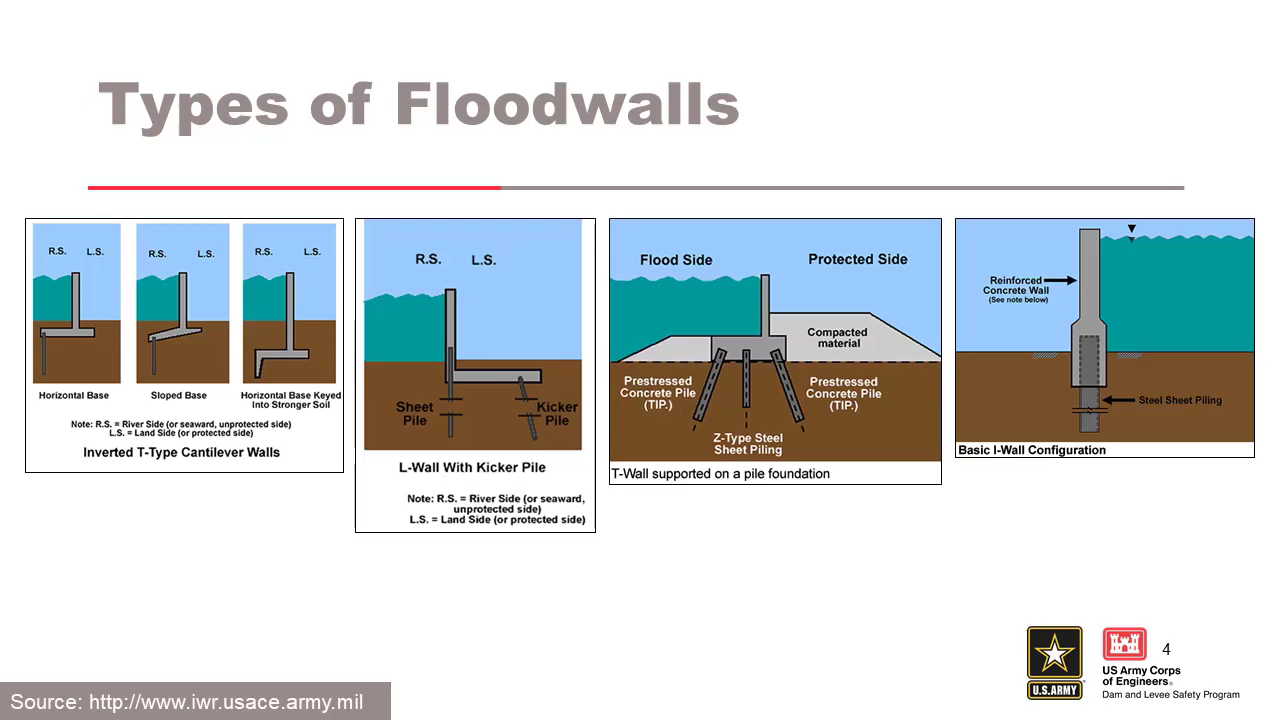 Types of Floodwalls
R.S. L.S.
R.S. L.S.
R.S. L.S.
Horizontal Base
Sloped Base
Horizontal Base Keyed
Into Stronger Soil
Note: R.S. = River Side (or seaward, unprotected side)
L.S. = Land Side (or protected side)
Inverted T-Type Cantilever Walls
R.S. L.S.
Sheet
Pile
Kicker
Pile
L-Wall With Kicker Pile
Note: R.S. = River Side (or seaward,
unprotected side)
L.S. = Land Side (or protected side)
Flood Side
Protected Side
Compacted
material
Prestressed
Concrete Pile
(TIP.)
Prestressed
Concrete Pile
(TIP.)
Z-Type Steel
Sheet Piling
T-Wall supported on a pile foundation
Reinforced
Concrete Wall
(See note below)
Steel Sheet Piling
Basic I-Wall Configuration
U.S. ARMY
4
US Army Corps
of Engineers®
Dam and Levee Safety Program
Source: http://www.iwr.usace.army.mil